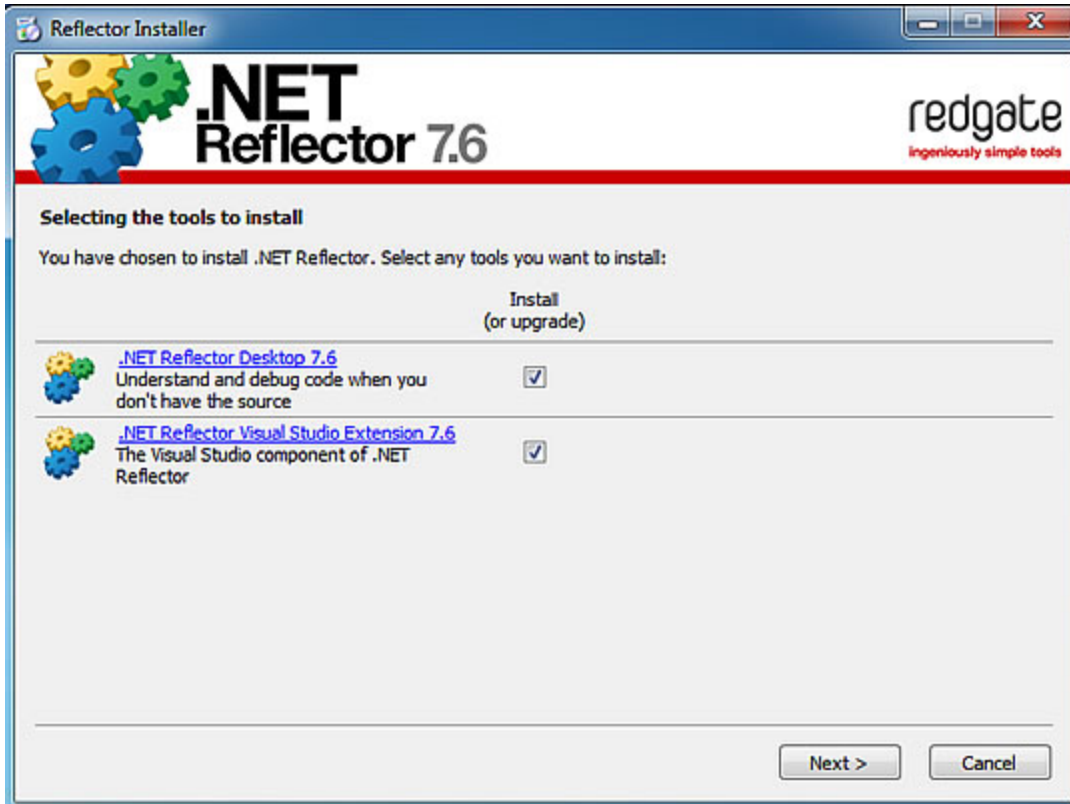 Reflector Installer
.NET
Reflector 7.6
redgate
ingeniously simple tools
Selecting the tools to install
You have chosen to install .NET Reflector. Select any tools you want to install:
Install
(or upgrade)
.NET Reflector Desktop 7.6
Understand and debug code when you
don't have the source
.NET Reflector Visual Studio Extension 7.6
The Visual Studio component of .NET
Reflector
Next >
Cancel